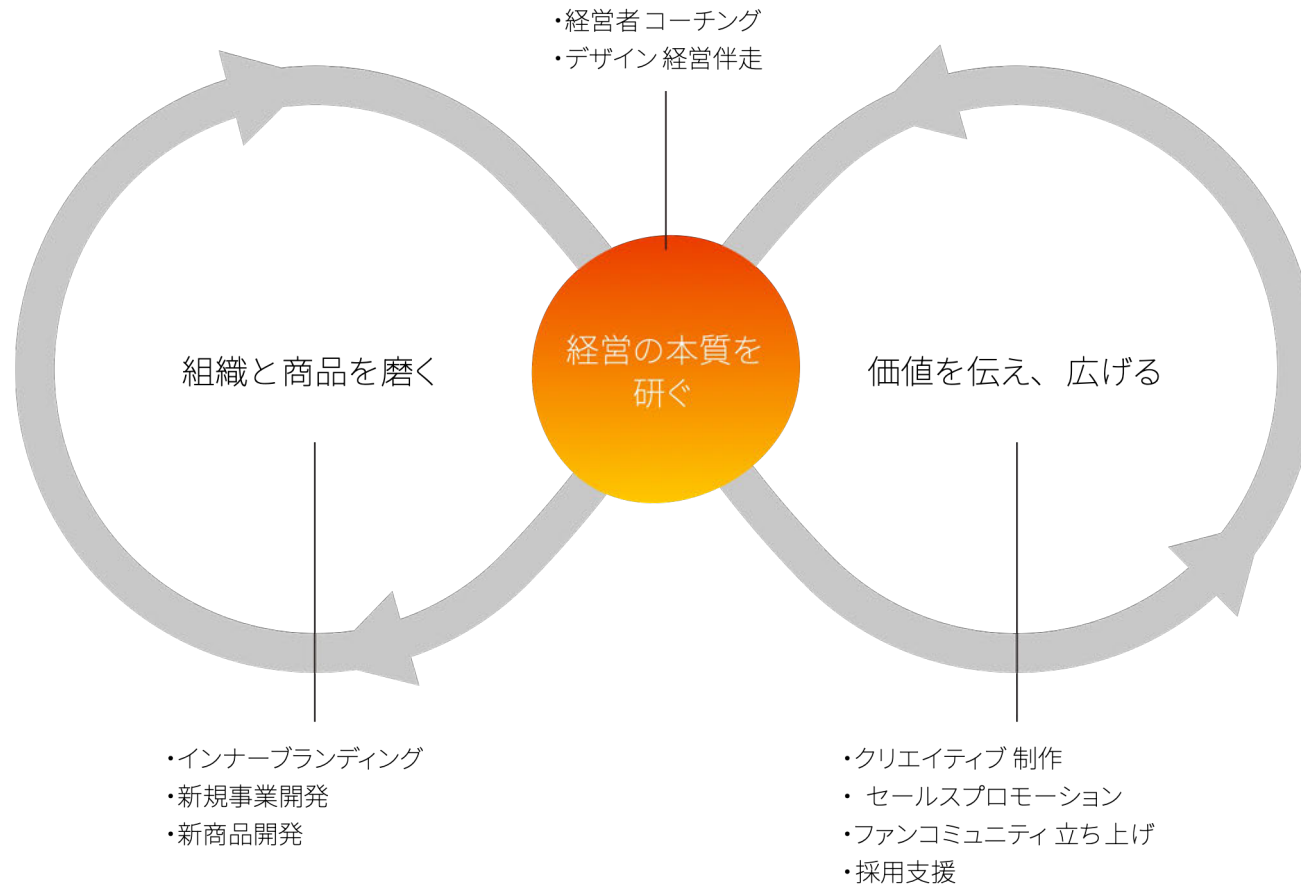 ・経営者コーチング
・デザイン経営伴走
組織と商品を磨く
経営の本質を
研ぐ
価値を伝え、広げる
・インナーブランディング
・新規事業開発
・新商品開発
・クリエイティブ制作
・セールスプロモーション
・ファンコミュニティ立ち上げ
・採用支援